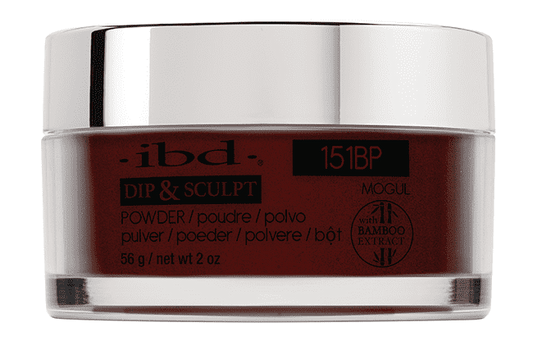 ·ibd·®
151BP
DIP & SCULPT
MOGUL
POWDER / poudre / polvo
pulver / poeder / polvere / bột
56 g / net wt 2 oz
with
BAMBOO
EXTRACT